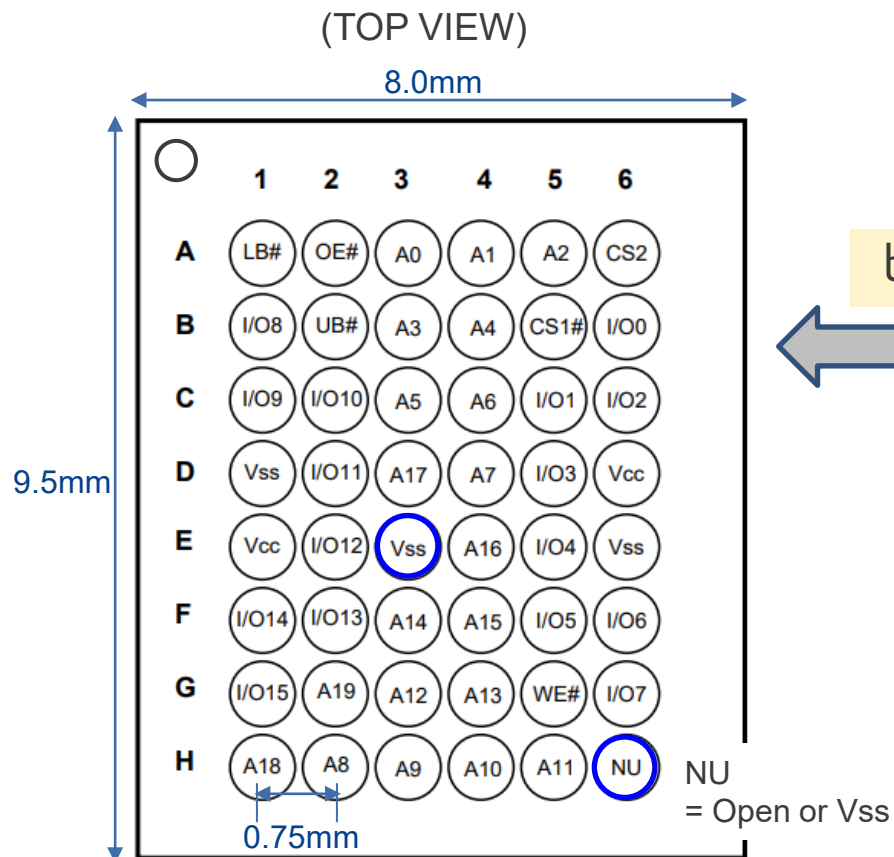 (TOP VIEW)
8.0mm
1 2 3 4 5 6
A LB# OE# A0 A1 A2 CS2
B I/O8 UB# A3 A4 CS1# I/O0
C I/O9 I/O10 A5 A6 I/O1 I/O2
D Vss I/O11 A17 A7 I/O3 Vcc
9.5mm
E Vcc I/O12 Vss A16 I/O4 Vss
F I/O14 I/O13 A14 A15 I/O5 I/O6
G I/O15 A19 A12 A13 WE# I/O7
H A18 A8 A9 A10 A11 NU
NU
= Open or Vss
0.75mm